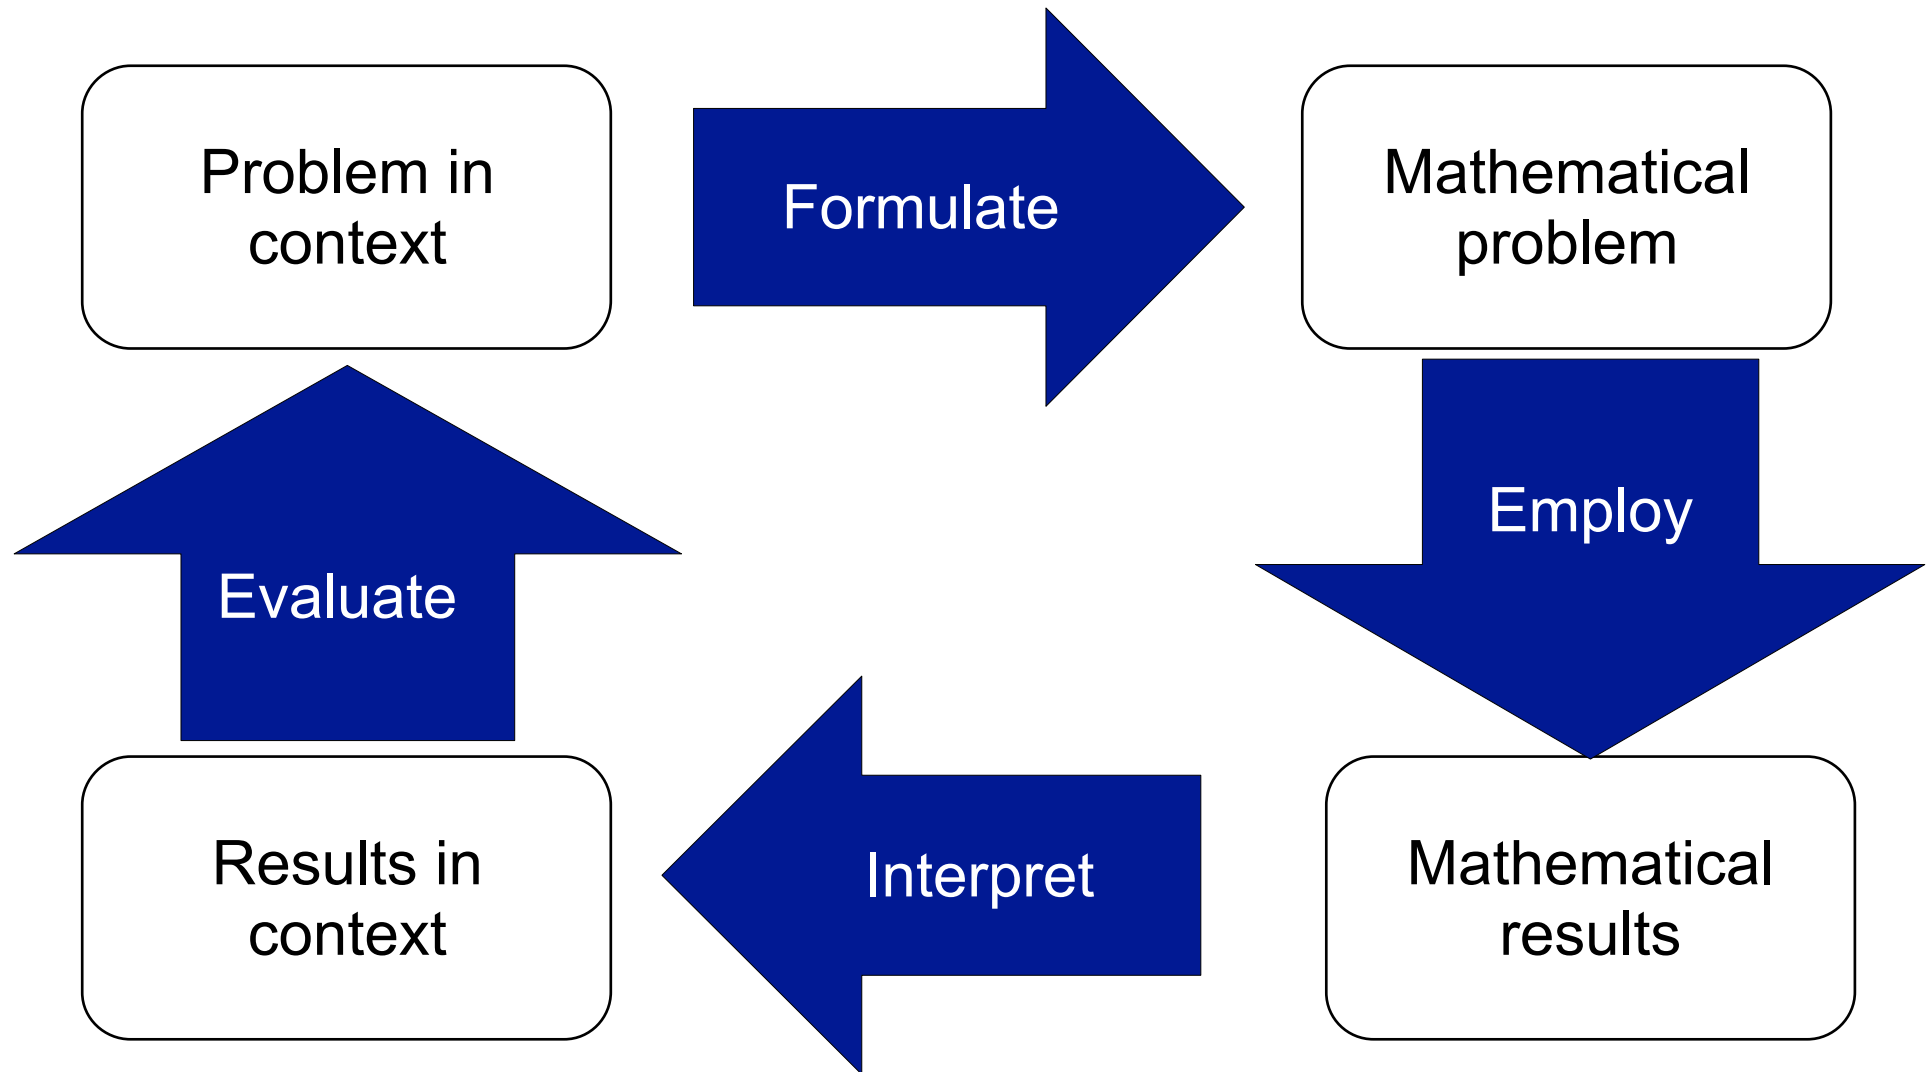 Problem in
context
Formulate
Mathematical
problem
Employ
Evaluate
Results in
context
Interpret
Mathematical
results